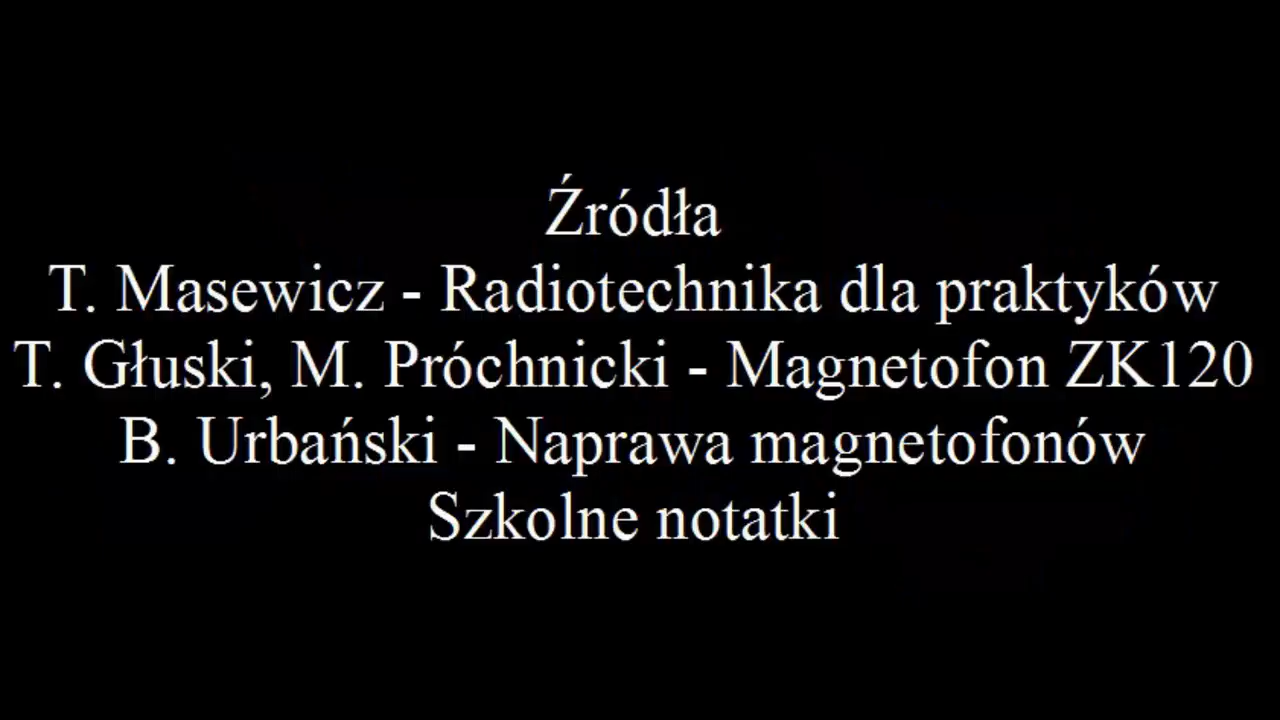 Źródła
T. Masewicz - Radiotechnika dla praktyków
T. Głuski, M. Próchnicki - Magnetofon ZK120
B. Urbański - Naprawa magnetofonów
Szkolne notatki